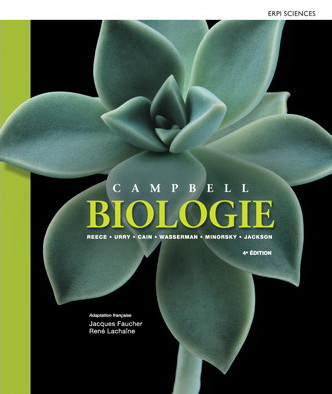 ERPI SCIENCES
CAMPBELL
BIOLOGIE
REECE • URRY • CAIN • WASSERMAN • MINORSKY • JACKSON
4e ÉDITION
Adaptation française
Jacques Faucher
René Lachaîne